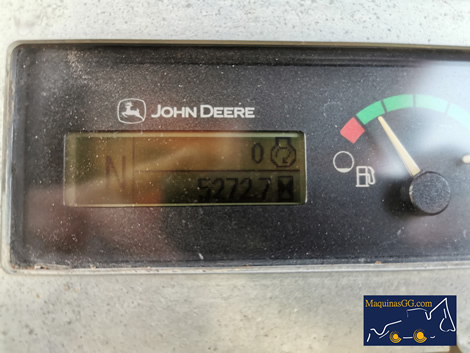 JOHN DEERE
N
0
5272.7
MaquinasGG.com